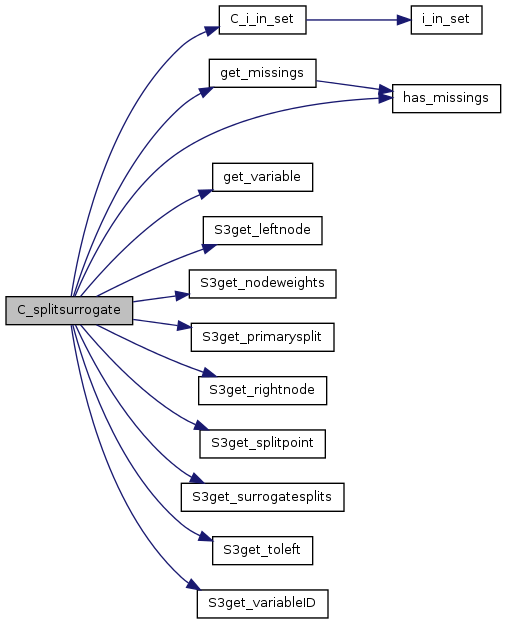 C_i_in_set
i_in_set
get_missings
has_missings
get_variable
S3get_leftnode
S3get_nodeweights
C_splitsurrogate
S3get_primarysplit
S3get_rightnode
S3get_splitpoint
S3get_surrogatesplits
S3get_toleft
S3get_variableID